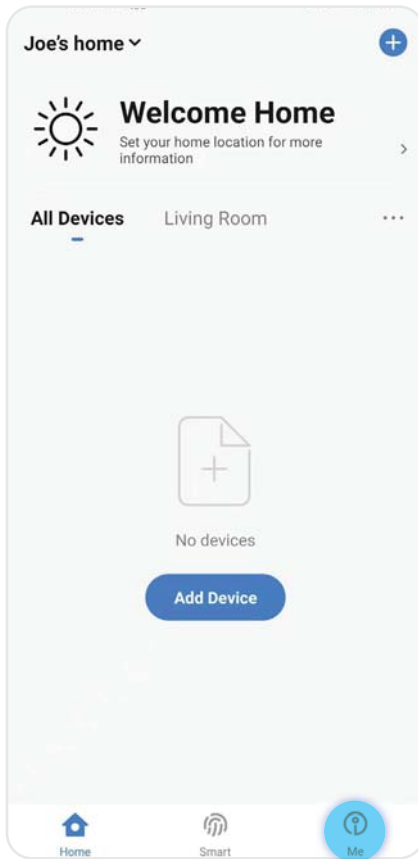 Joe's home
Welcome Home
Set your home location for more
information
All Devices
Living Room
No devices
Add Device
Home
Smart
Me